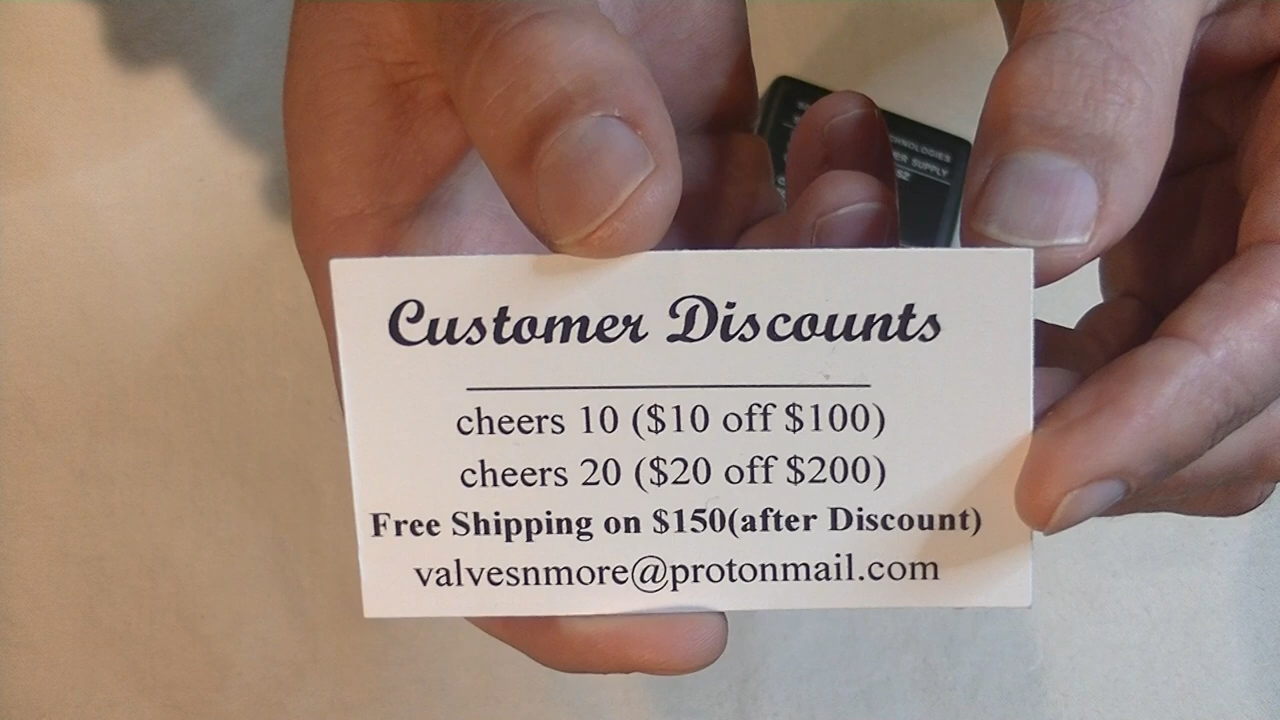 Customer Discounts
cheers 10 ($10 off $100)
cheers 20 ($20 off $200)
Free Shipping on $150(after Discount)
valvesnmore@protonmail.com
SUPPLY